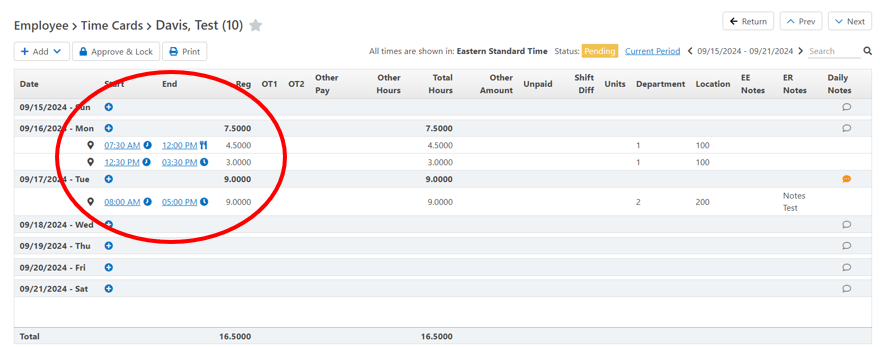 Employee > Time Cards > Davis, Test (10)
Return Prev Next
Add Approve & Lock Print
All times are shown in: Eastern Standard Time Status: Pending Current Period 09/15/2024 - 09/21/2024 Search
Date Start End Reg OT1 OT2 Other Pay Other Hours Total Hours Other Amount Unpaid Shift Diff Units Department Location EE Notes ER Notes Daily Notes
09/15/2024 - Sun
09/16/2024 - Mon 7.5000 7.5000
07:30 AM 12:00 PM 4.5000 4.5000 1 100
12:30 PM 03:30 PM 3.0000 3.0000 1 100
09/17/2024 - Tue 9.0000 9.0000
08:00 AM 05:00 PM 9.0000 9.0000 2 200 Notes Test
09/18/2024 - Wed
09/19/2024 - Thu
09/20/2024 - Fri
09/21/2024 - Sat
Total 16.5000 16.5000